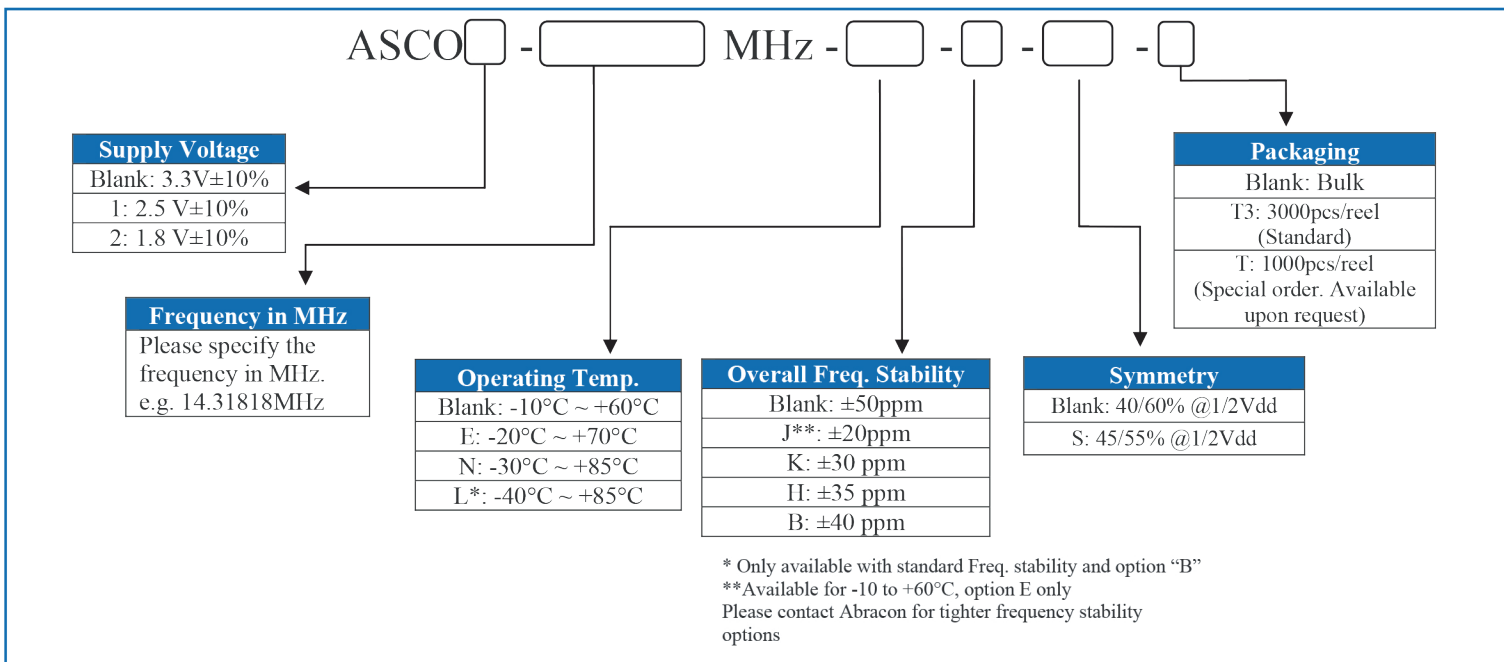 ASCO - MHz - - - -
Supply Voltage
Blank: 3.3V±10%
1: 2.5 V±10%
2: 1.8 V±10%
Frequency in MHz
Please specify the
frequency in MHz.
e.g. 14.31818MHz
Operating Temp.
Blank: -10°C ~ +60°C
E: -20°C ~ +70°C
N: -30°C ~ +85°C
L*: -40°C ~ +85°C
Overall Freq. Stability
Blank: ±50ppm
J**: ±20ppm
K: ±30 ppm
H: ±35 ppm
B: ±40 ppm
Symmetry
Blank: 40/60% @1/2Vdd
S: 45/55% @1/2Vdd
Packaging
Blank: Bulk
T3: 3000pcs/reel
(Standard)
T: 1000pcs/reel
(Special order. Available
upon request)
* Only available with standard Freq. stability and option “B”
**Available for -10 to +60°C, option E only
Please contact Abracon for tighter frequency stability
options